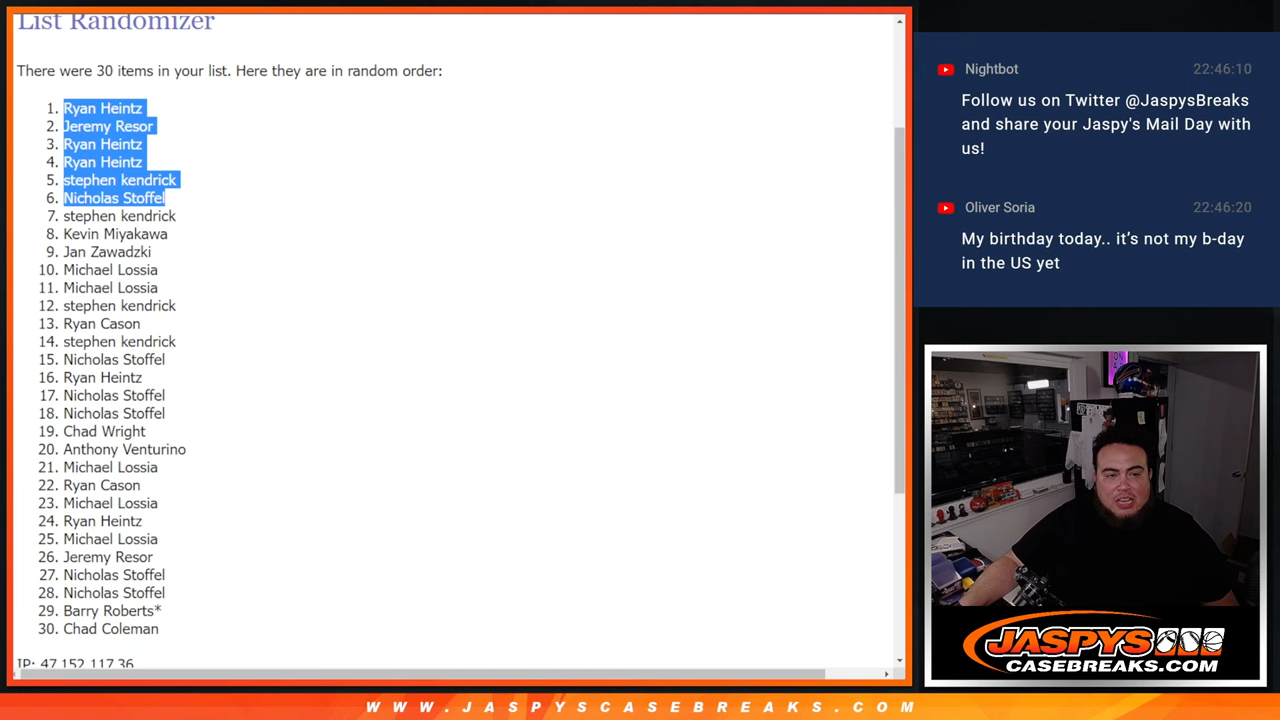 List Randomizer
There were 30 items in your list. Here they are in random order:
1. Ryan Heintz
2. Jeremy Resor
3. Ryan Heintz
4. Ryan Heintz
5. stephen kendrick
6. Nicholas Stoffel
7. stephen kendrick
8. Kevin Miyakawa
9. Jan Zawadzki
10. Michael Lossia
11. Michael Lossia
12. stephen kendrick
13. Ryan Cason
14. stephen kendrick
15. Nicholas Stoffel
16. Ryan Heintz
17. Nicholas Stoffel
18. Nicholas Stoffel
19. Chad Wright
20. Anthony Venturino
21. Michael Lossia
22. Ryan Cason
23. Michael Lossia
24. Ryan Heintz
25. Michael Lossia
26. Jeremy Resor
27. Nicholas Stoffel
28. Nicholas Stoffel
29. Barry Roberts*
30. Chad Coleman
IP: 47.152.117.36
Nightbot 22:46:10
Follow us on Twitter @JaspysBreaks
and share your Jaspy's Mail Day with
us!
Oliver Soria 22:46:20
My birthday today.. it’s not my b-day
in the US yet
JASPYS
CASEBREAKS.COM
WWW.JASPYSCASEBREAKS.COM